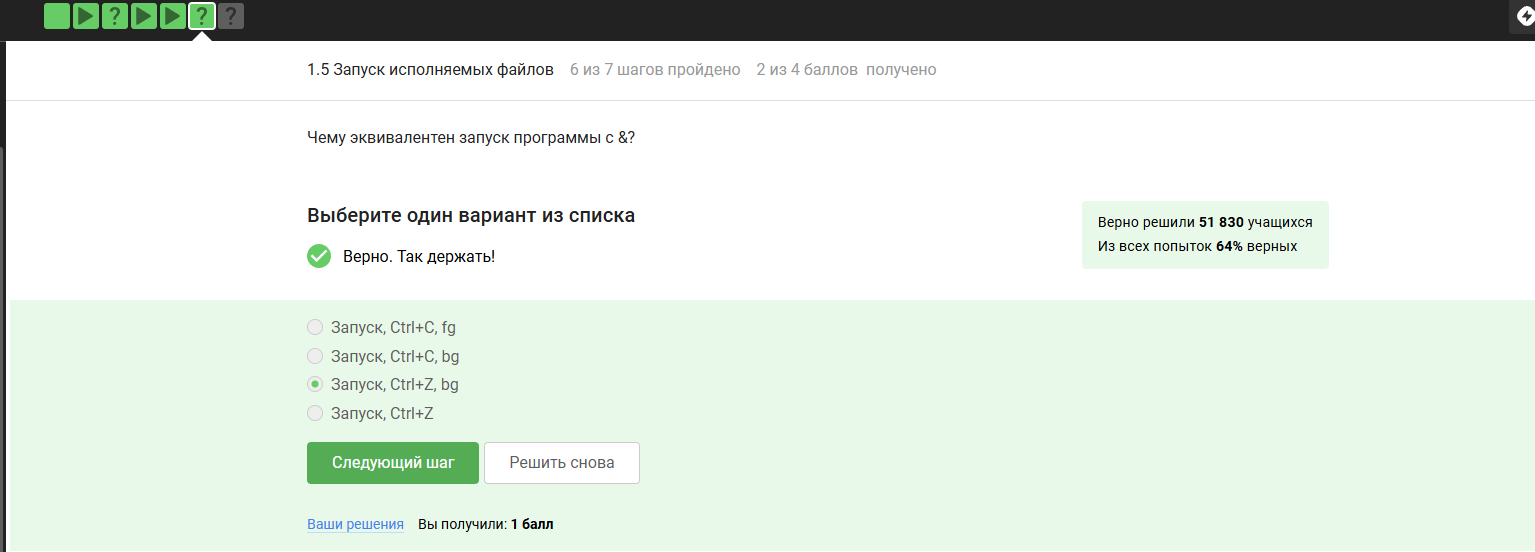 ? ? ?
1.5 Запуск исполняемых файлов 6 из 7 шагов пройдено 2 из 4 баллов получено
Чему эквивалентен запуск программы с &?
Выберите один вариант из списка
Верно. Так держать!
Верно решили 51 830 учащихся
Из всех попыток 64% верных
Запуск, Ctrl+C, fg
Запуск, Ctrl+C, bg
Запуск, Ctrl+Z, bg
Запуск, Ctrl+Z
Следующий шаг Решить снова
Ваши решения Вы получили: 1 балл